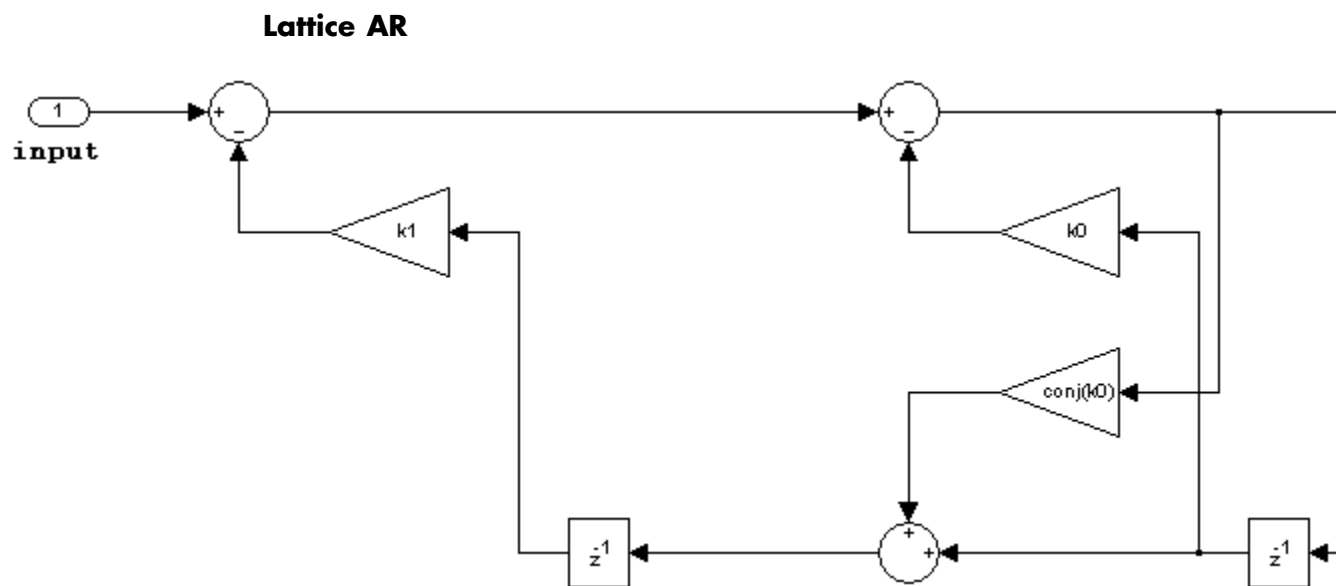 Lattice AR
1
+
−
+
−
input
k1
k0
conj(k0)
+
+
z-1
z-1